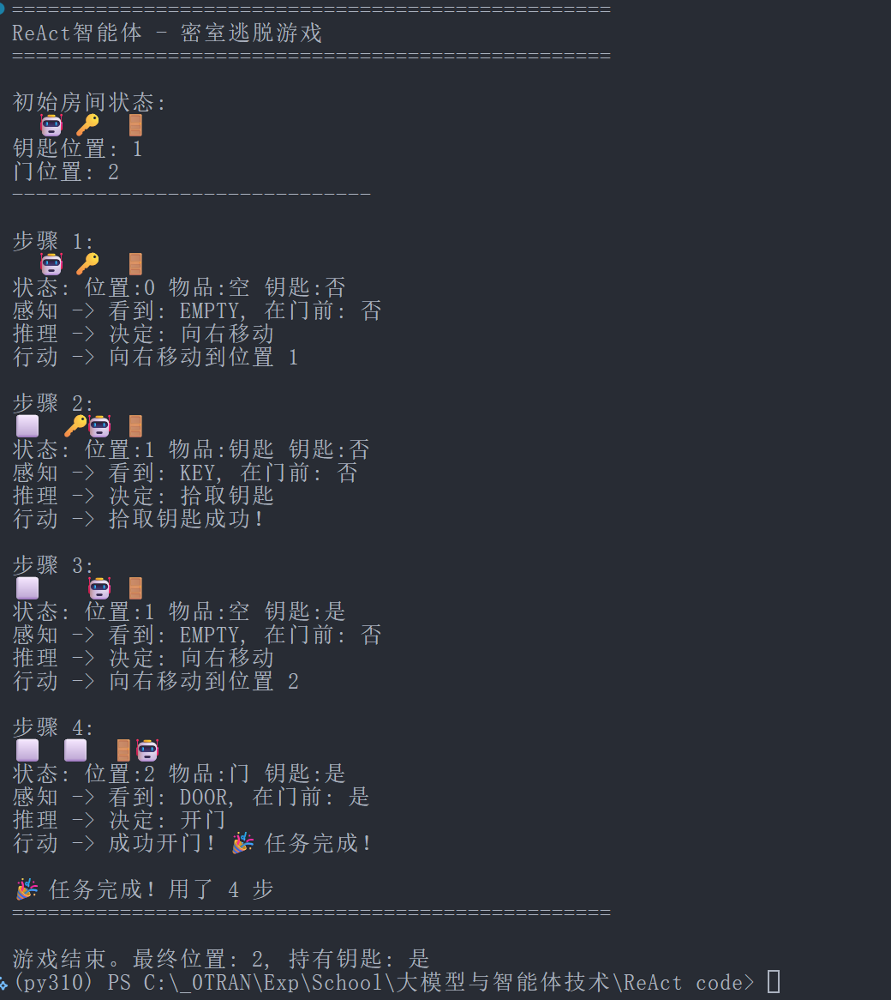 ==================================================
ReAct智能体 - 密室逃脱游戏
==================================================
初始房间状态:
🤖 🔑 🚪
钥匙位置: 1
门位置: 2
------------------------------
步骤 1:
🤖 🔑 🚪
状态: 位置:0 物品:空 钥匙:否
感知 -> 看到: EMPTY, 在门前: 否
推理 -> 决定: 向右移动
行动 -> 向右移动到位置 1
步骤 2:
⬜ 🔑🤖 🚪
状态: 位置:1 物品:钥匙 钥匙:否
感知 -> 看到: KEY, 在门前: 否
推理 -> 决定: 拾取钥匙
行动 -> 拾取钥匙成功!
步骤 3:
⬜ 🤖 🚪
状态: 位置:1 物品:空 钥匙:是
感知 -> 看到: EMPTY, 在门前: 否
推理 -> 决定: 向右移动
行动 -> 向右移动到位置 2
步骤 4:
⬜ ⬜ 🚪🤖
状态: 位置:2 物品:门 钥匙:是
感知 -> 看到: DOOR, 在门前: 是
推理 -> 决定: 开门
行动 -> 成功开门! 🎉 任务完成!
🎉 任务完成! 用了 4 步
==================================================
游戏结束。最终位置: 2, 持有钥匙: 是
(py310) PS C:\_0TRAN\Exp\School\大模型与智能体技术\ReAct code>